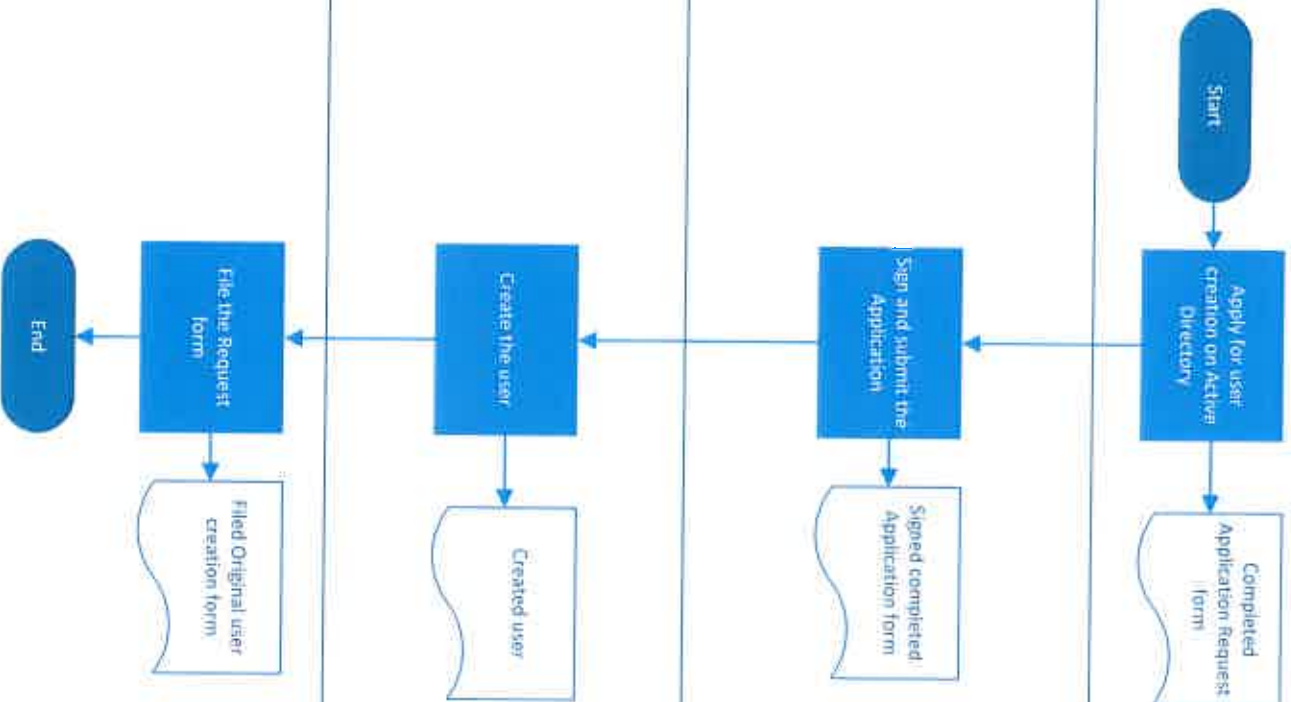 Start
Apply for user
creation on Active
Directory
Completed
Application Request
form
Sign and submit the
Application
Signed completed
Application form
Create the user
Created user
File the Request
form
Filed Original user
creation form
End